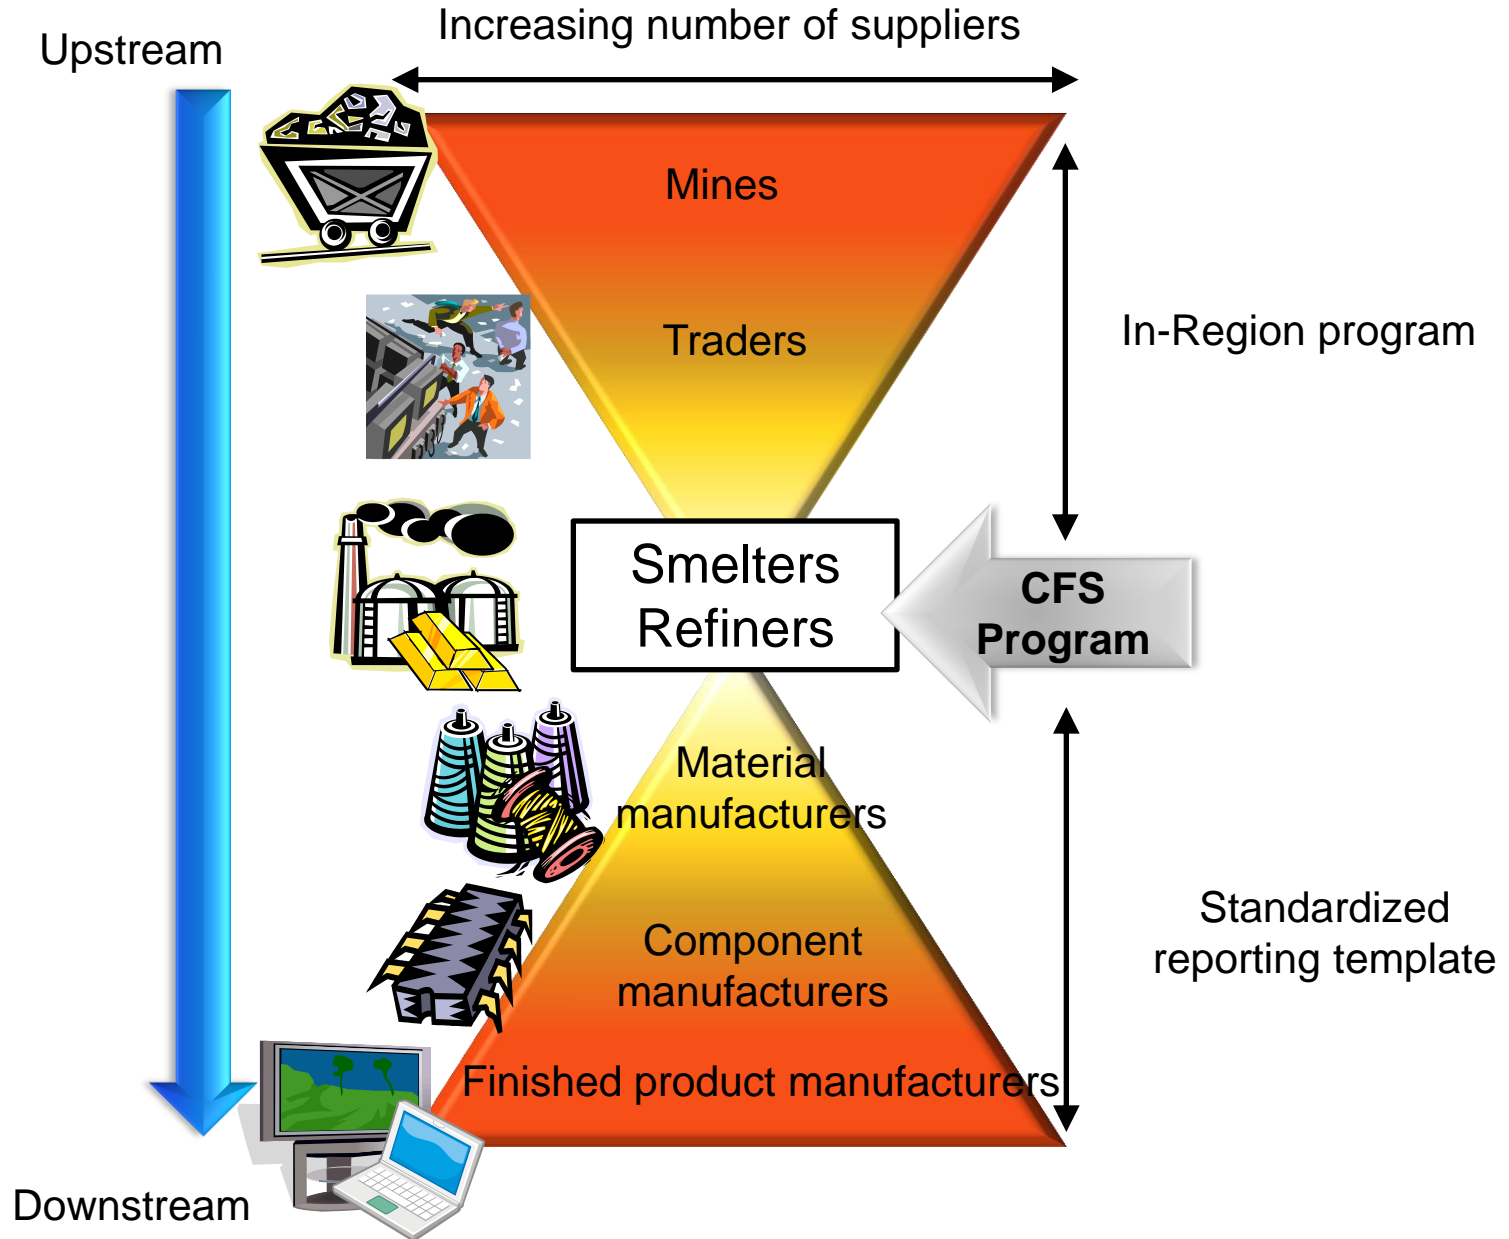 Increasing number of suppliers
Upstream
Mines
Traders
In-Region program
Smelters
Refiners
CFS
Program
Material
manufacturers
Component
manufacturers
Standardized
reporting template
Finished product manufacturers
Downstream